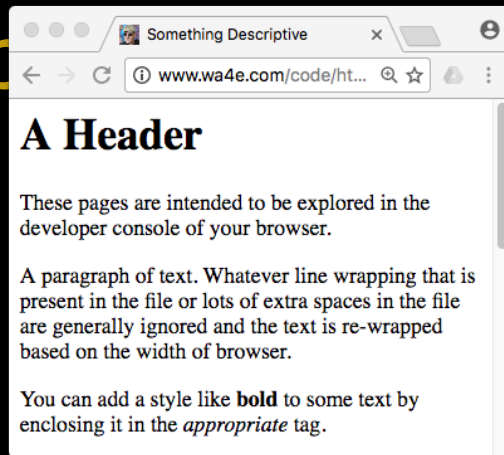 Something Descriptive
www.wa4e.com/code/ht...
A Header
These pages are intended to be explored in the
developer console of your browser.
A paragraph of text. Whatever line wrapping that is
present in the file or lots of extra spaces in the file
are generally ignored and the text is re-wrapped
based on the width of browser.
You can add a style like bold to some text by
enclosing it in the appropriate tag.